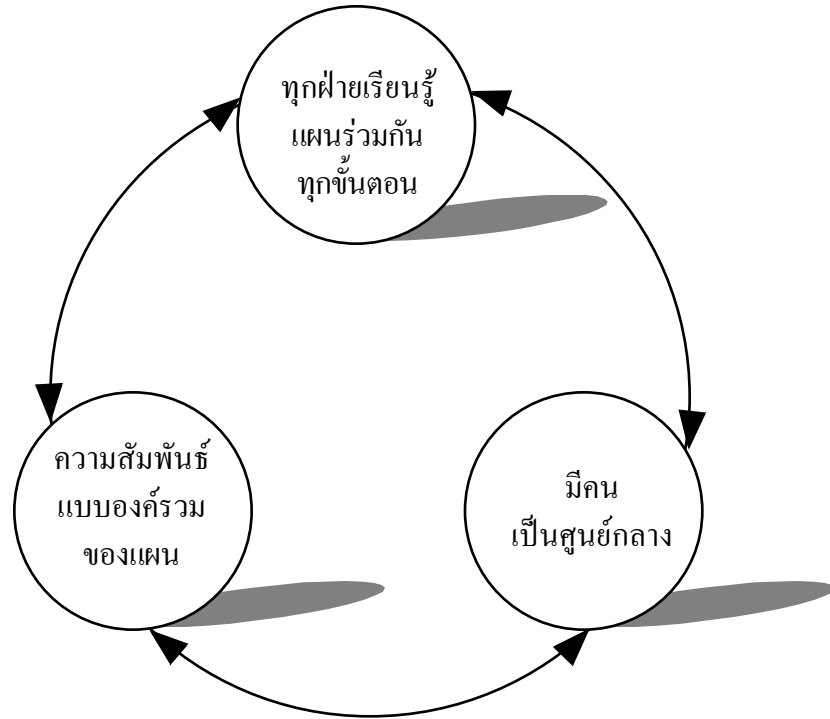 ทุกฝ่ายเรียนรู้
แผนร่วมกัน
ทุกขั้นตอน
ความสัมพันธ์
แบบองค์รวม
ของแผน
มีคน
เป็นศูนย์กลาง